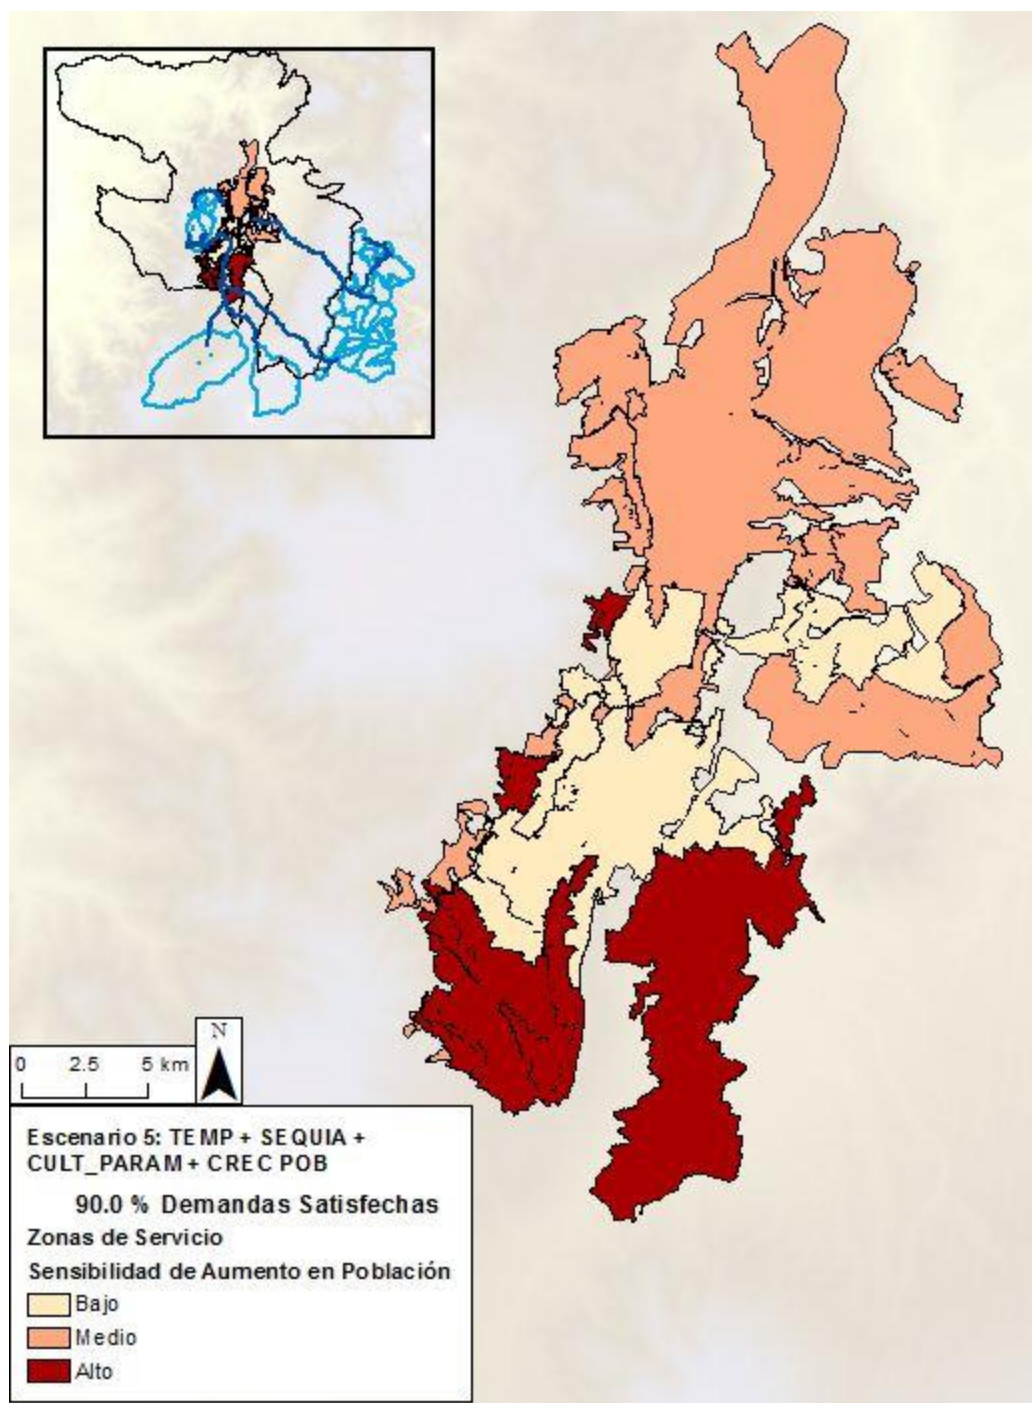 N
0 2.5 5 km
Escenario 5: TEMP + SEQUIA +
CULT_PARAM + CREC POB
90.0 % Demandas Satisfechas
Zonas de Servicio
Sensibilidad de Aumento en Población
Bajo
Medio
Alto